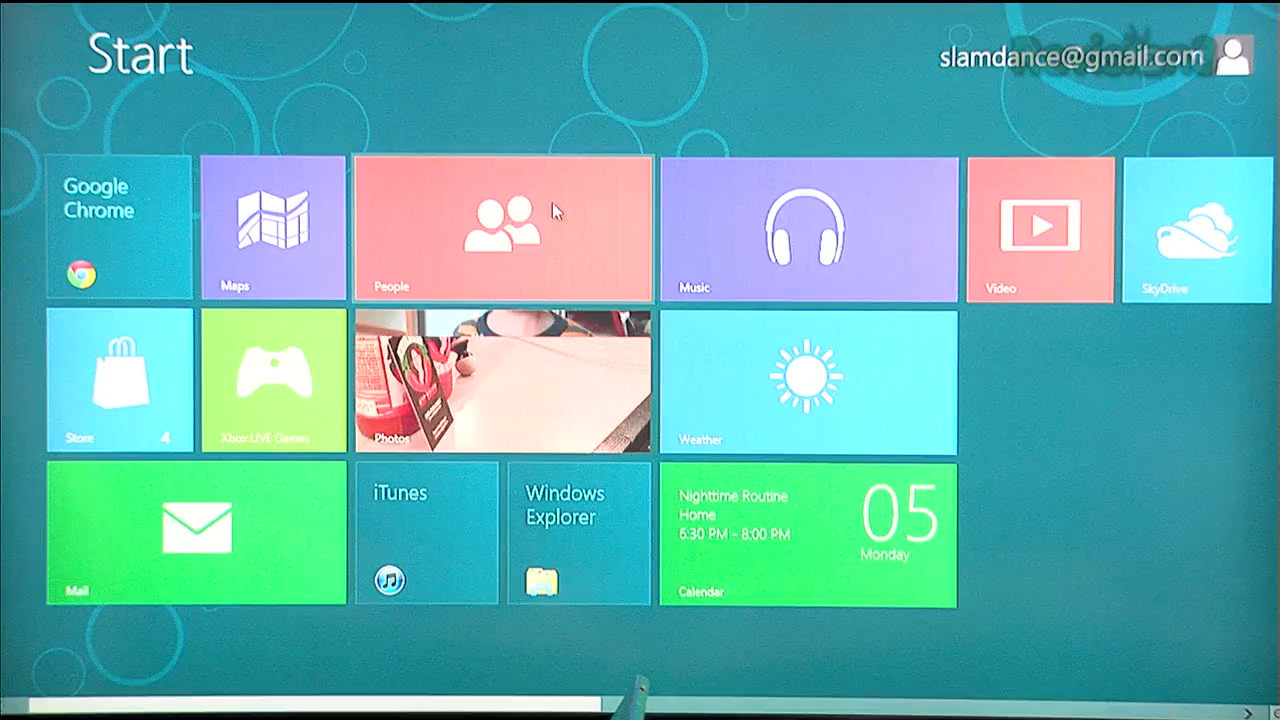 Start
slamdance@gmail.com
Google
Chrome
Maps
People
Music
Video
SkyDrive
Store
4
Xbox LIVE Games
Photos
Weather
Mail
iTunes
Windows
Explorer
Nighttime Routine
Home
6:30 PM - 8:00 PM
05
Monday
Calendar